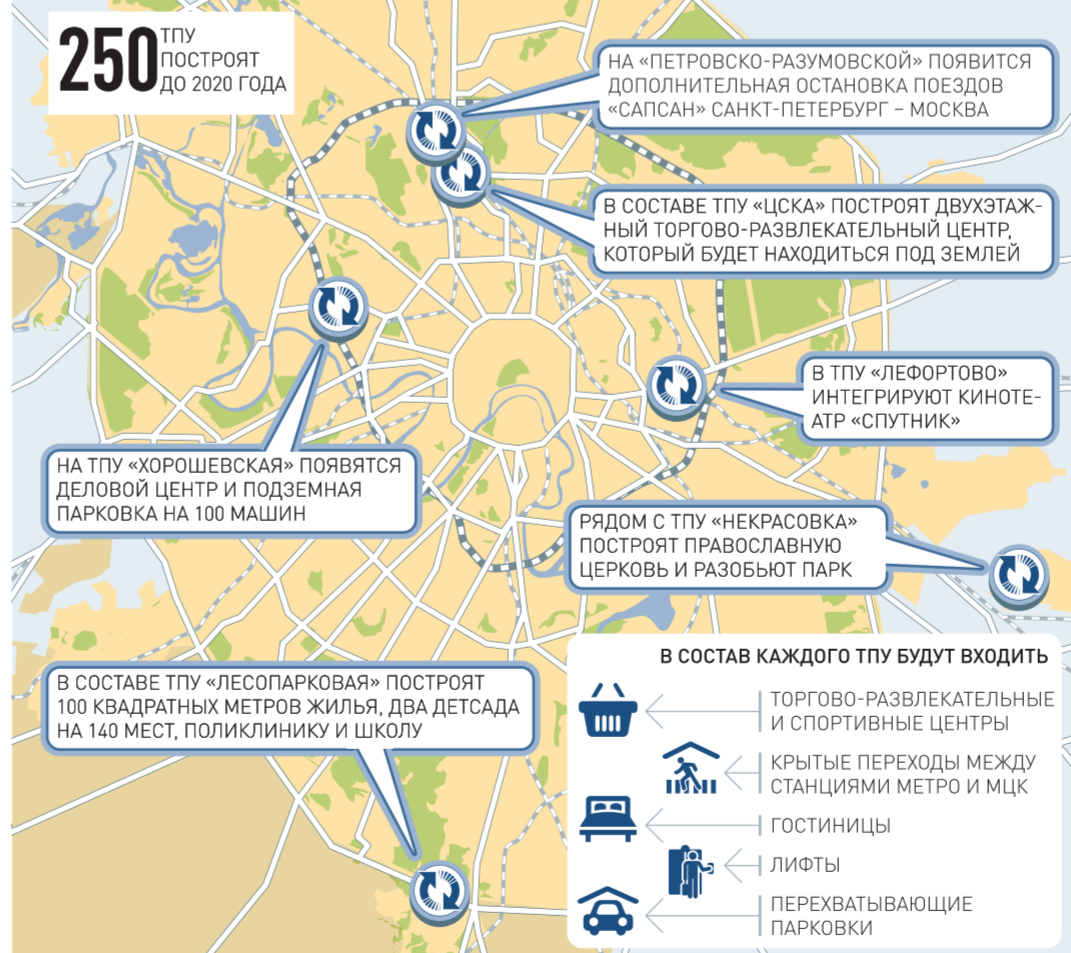 250 ТПУ
ПОСТРОЯТ
ДО 2020 ГОДА
НА «ПЕТРОВСКО-РАЗУМОВСКОЙ» ПОЯВИТСЯ
ДОПОЛНИТЕЛЬНАЯ ОСТАНОВКА ПОЕЗДОВ
«САПСАН» САНКТ-ПЕТЕРБУРГ – МОСКВА
В СОСТАВЕ ТПУ «ЦСКА» ПОСТРОЯТ ДВУХЭТАЖ-
НЫЙ ТОРГОВО-РАЗВЛЕКАТЕЛЬНЫЙ ЦЕНТР,
КОТОРЫЙ БУДЕТ НАХОДИТЬСЯ ПОД ЗЕМЛЕЙ
В ТПУ «ЛЕФОРТОВО»
ИНТЕГРИРУЮТ КИНОТЕ-
АТР «СПУТНИК»
НА ТПУ «ХОРОШЕВСКАЯ» ПОЯВЯТСЯ
ДЕЛОВОЙ ЦЕНТР И ПОДЗЕМНАЯ
ПАРКОВКА НА 100 МАШИН
РЯДОМ С ТПУ «НЕКРАСОВКА»
ПОСТРОЯТ ПРАВОСЛАВНУЮ
ЦЕРКОВЬ И РАЗОБЬЮТ ПАРК
В СОСТАВЕ ТПУ «ЛЕСОПАРКОВАЯ» ПОСТРОЯТ
100 КВАДРАТНЫХ МЕТРОВ ЖИЛЬЯ, ДВА ДЕТСАДА
НА 140 МЕСТ, ПОЛИКЛИНИКУ И ШКОЛУ
В СОСТАВ КАЖДОГО ТПУ БУДУТ ВХОДИТЬ
ТОРГОВО-РАЗВЛЕКАТЕЛЬНЫЕ
И СПОРТИВНЫЕ ЦЕНТРЫ
КРЫТЫЕ ПЕРЕХОДЫ МЕЖДУ
СТАНЦИЯМИ МЕТРО И МЦК
ГОСТИНИЦЫ
ЛИФТЫ
ПЕРЕХВАТЫВАЮЩИЕ
ПАРКОВКИ